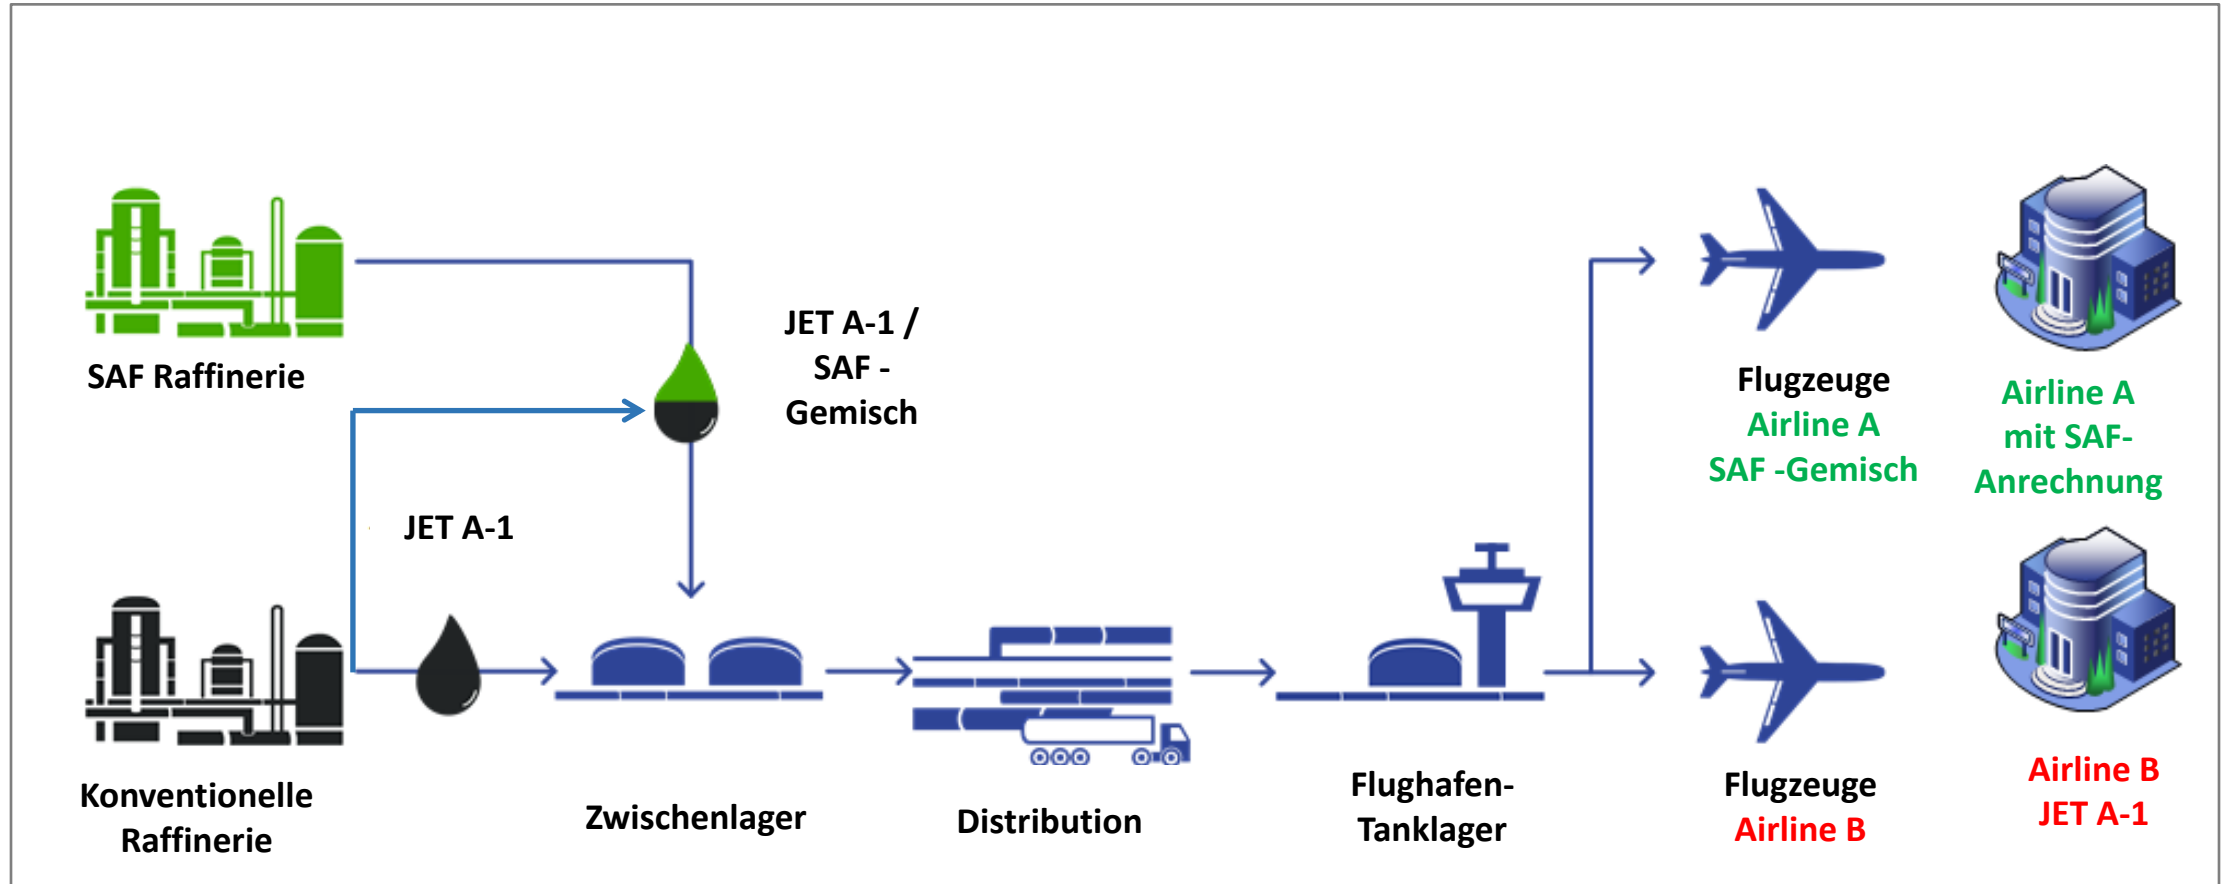 SAF Raffinerie
JET A-1 /
SAF -
Gemisch
JET A-1
Konventionelle
Raffinerie
Zwischenlager
Distribution
Flughafen-
Tanklager
Flugzeuge
Airline A
SAF -Gemisch
Airline A
mit SAF-
Anrechnung
Flugzeuge
Airline B
Airline B
JET A-1